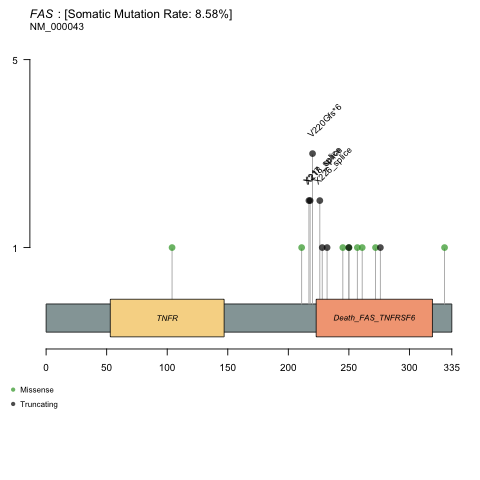 FAS : [Somatic Mutation Rate: 8.58%]
NM_000043
5
V220Gfs*6
X218_splice
X226_splice
1
TNFR
Death_FAS_TNFRSF6
0 50 100 150 200 250 300 335
Missense
Truncating